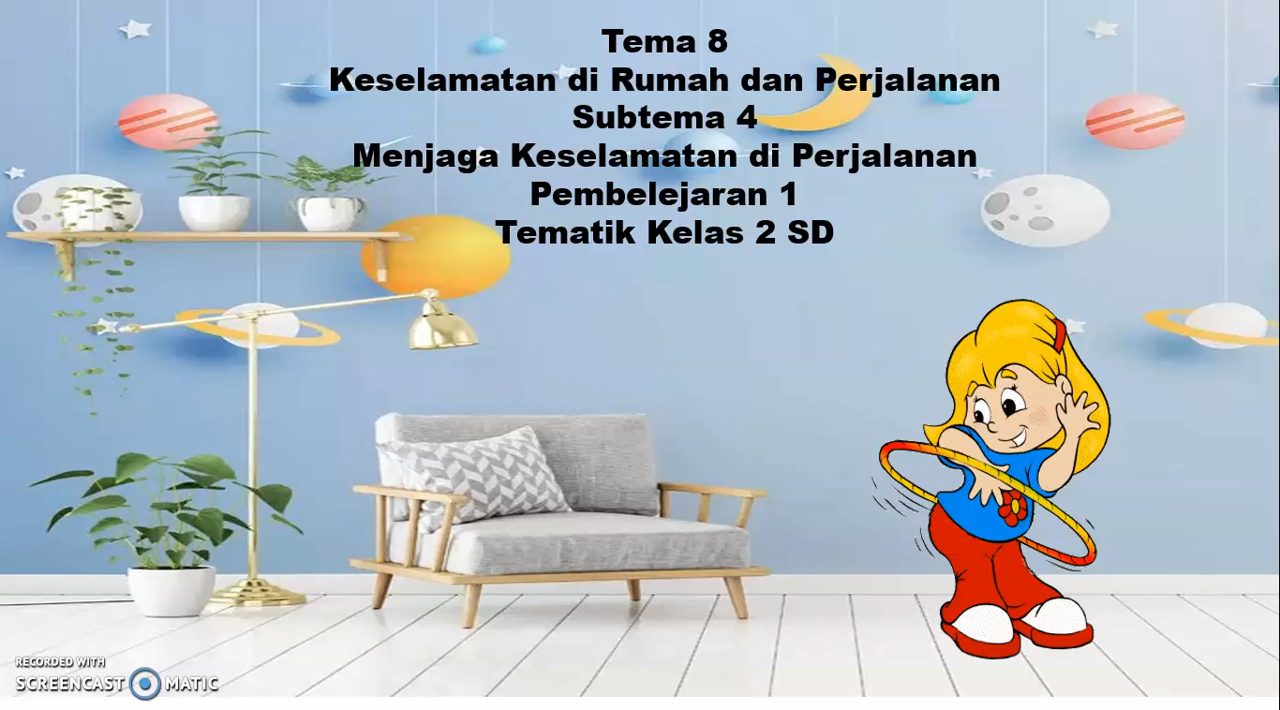 Tema 8
Keselamatan di Rumah dan Perjalanan
Subtema 4
Menjaga Keselamatan di Perjalanan
Pembelejaran 1
Tematik Kelas 2 SD
RECORDED WITH
SCREENCAST MATIC